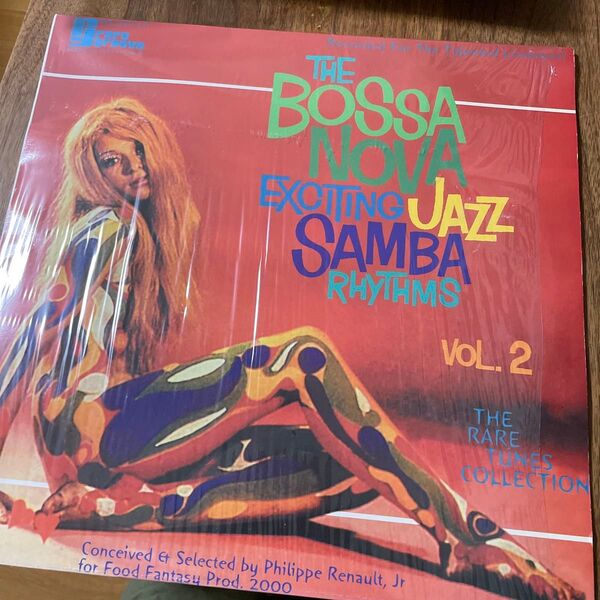 THE
BOSSA
NOVA
EXCITING JAZZ
SAMBA
RHYTHMS
VOL. 2
THE
RARE
TUNES
COLLECTION
Conceived & Selected by Philippe Renault, Jr
for Food Fantasy Prod. 2000